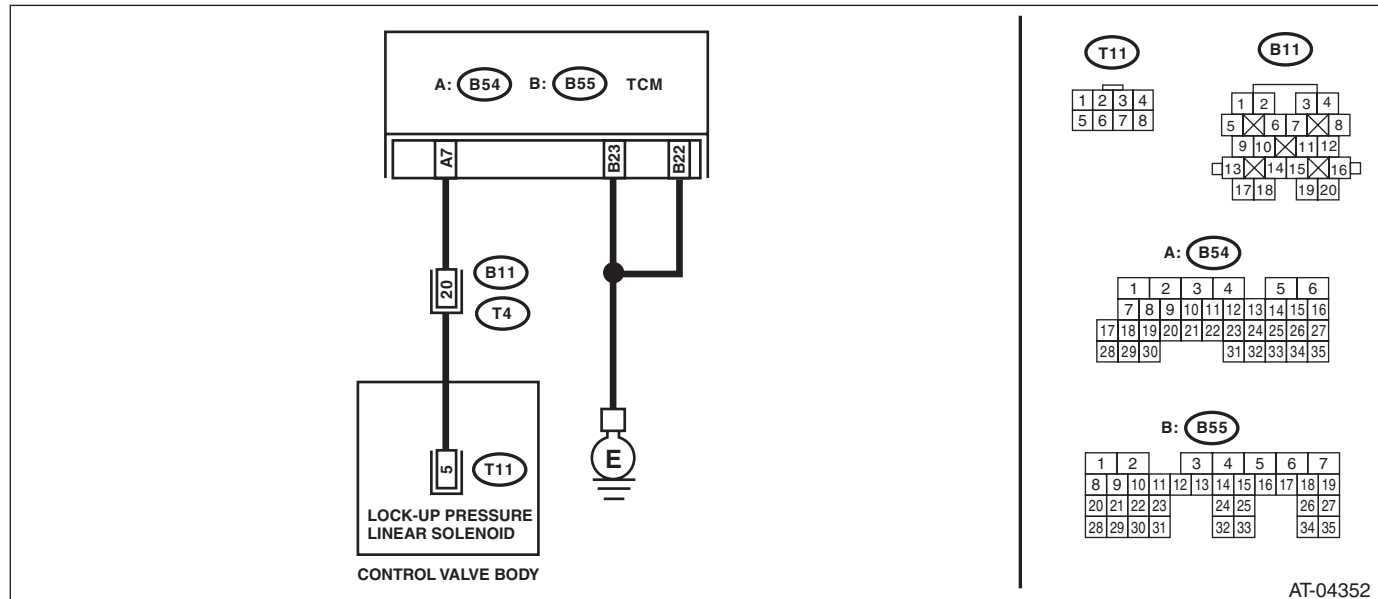 A: B54 B: B55 TCM
A7
B23
B22
20
B11
T4
5
T11
LOCK-UP PRESSURE
LINEAR SOLENOID
CONTROL VALVE BODY
E
T11
1 2 3 4
5 6 7 8
B11
1 2 3 4
5 6 7 8
9 10 11 12
13 14 15 16
17 18 19 20
A: B54
1 2 3 4 5 6
7 8 9 10 11 12 13 14 15 16
17 18 19 20 21 22 23 24 25 26 27
28 29 30 31 32 33 34 35
B: B55
1 2 3 4 5 6 7
8 9 10 11 12 13 14 15 16 17 18 19
20 21 22 23 24 25 26 27
28 29 30 31 32 33 34 35
AT-04352